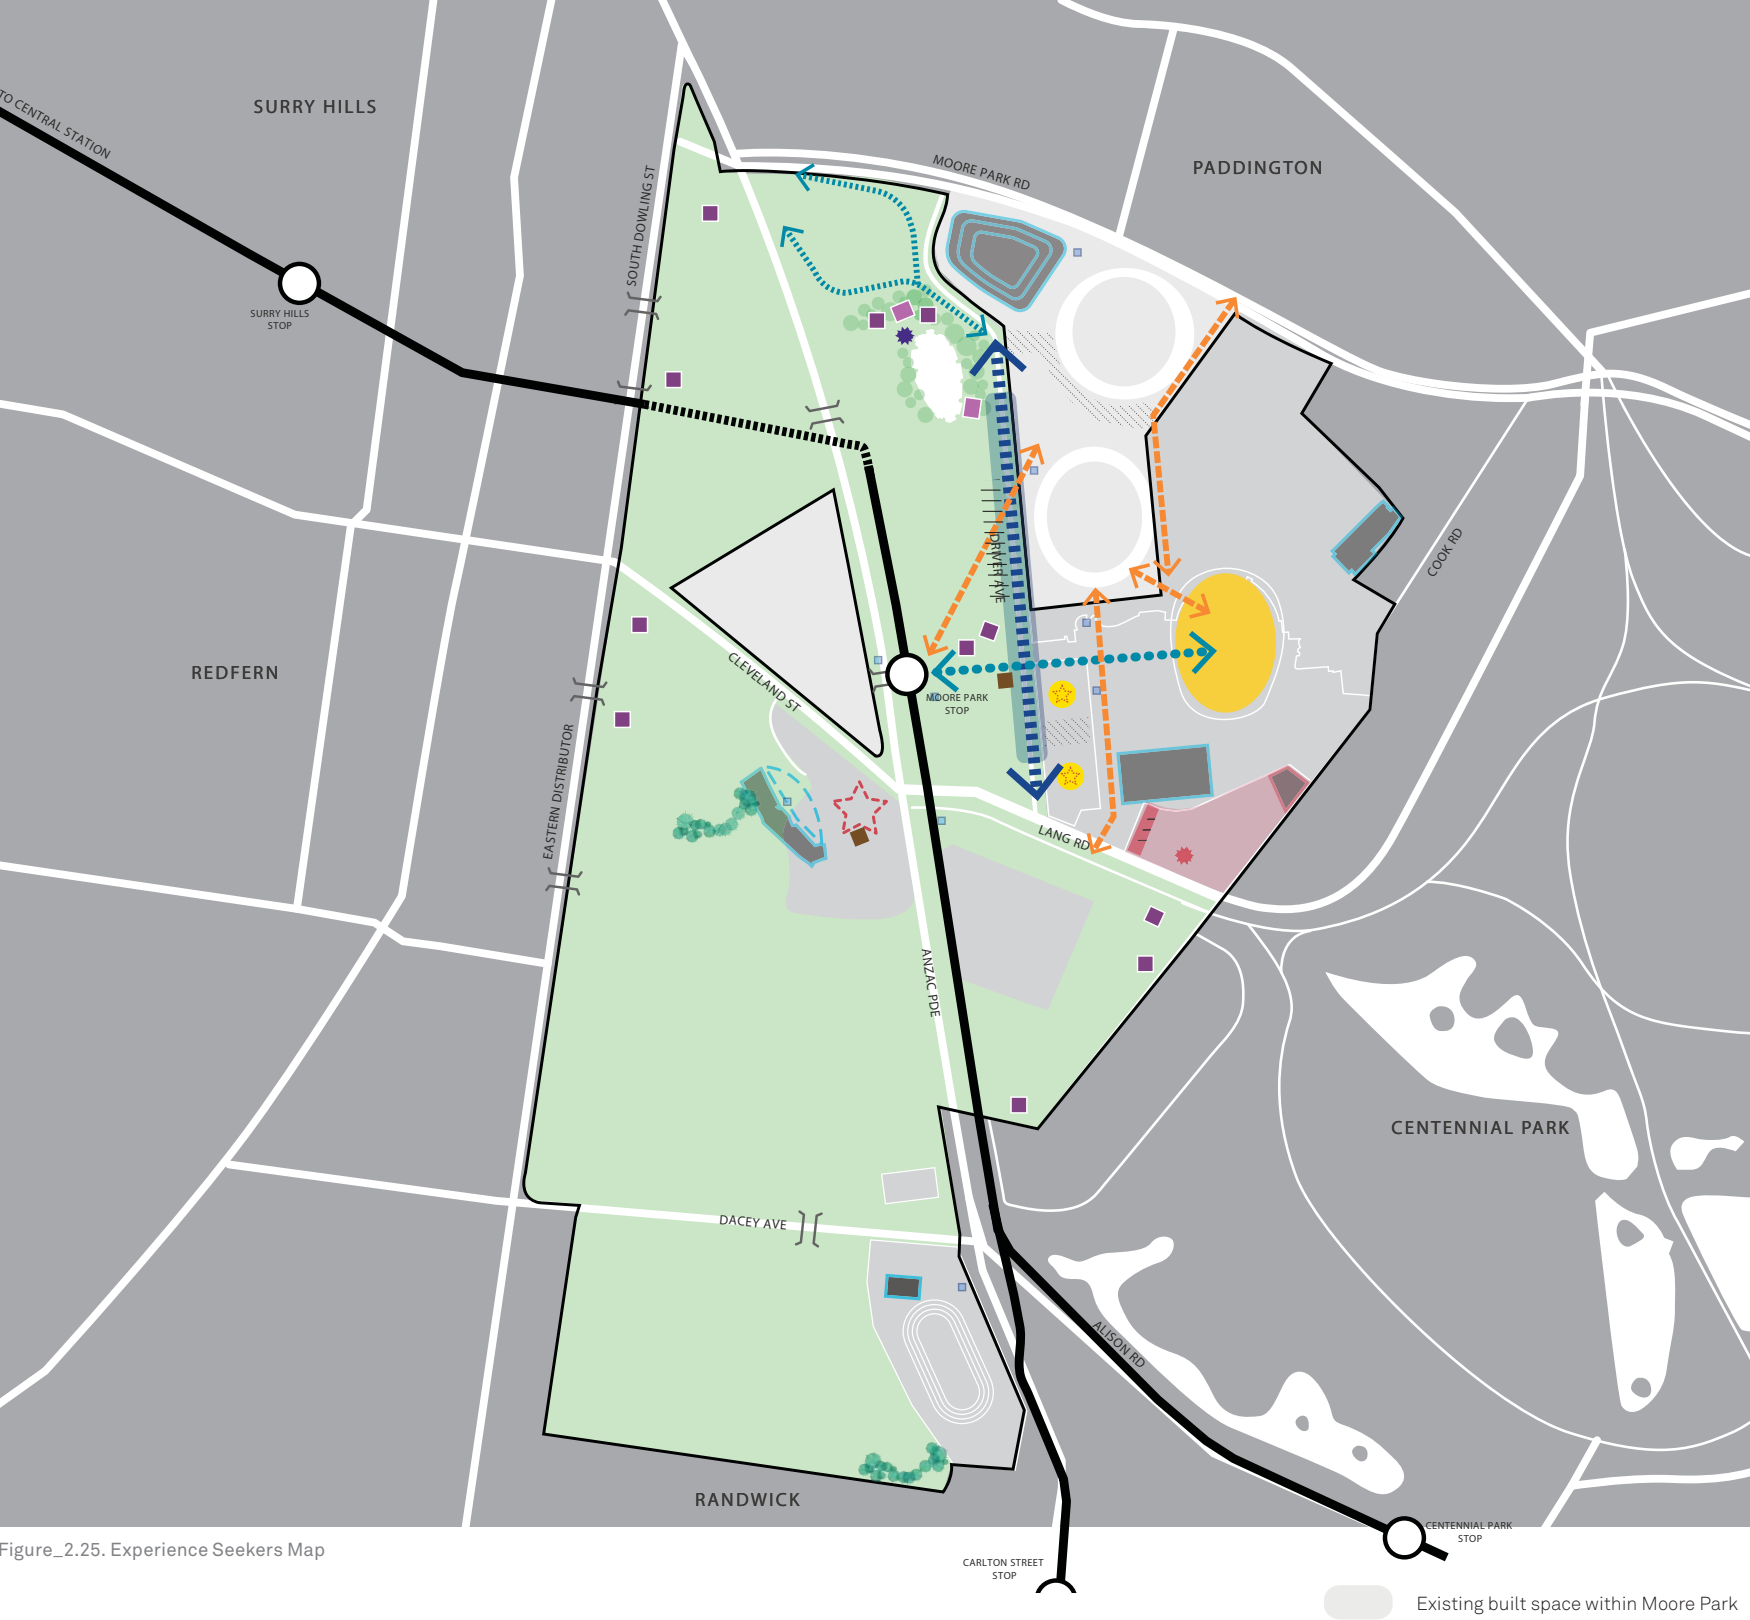 TO CENTRAL STATION
SURRY HILLS
MOORE PARK RD
PADDINGTON
SOUTH DOWLING ST
SURRY HILLS
STOP
DRIVER AVE
COOK RD
REDFERN
CLEVELAND ST
MOORE PARK
STOP
EASTERN DISTRIBUTOR
LANG RD
ANZAC PDE
CENTENNIAL PARK
DACEY AVE
ALISON RD
RANDWICK
CENTENNIAL PARK
STOP
Figure_2.25. Experience Seekers Map
CARLTON STREET
STOP
Existing built space within Moore Park